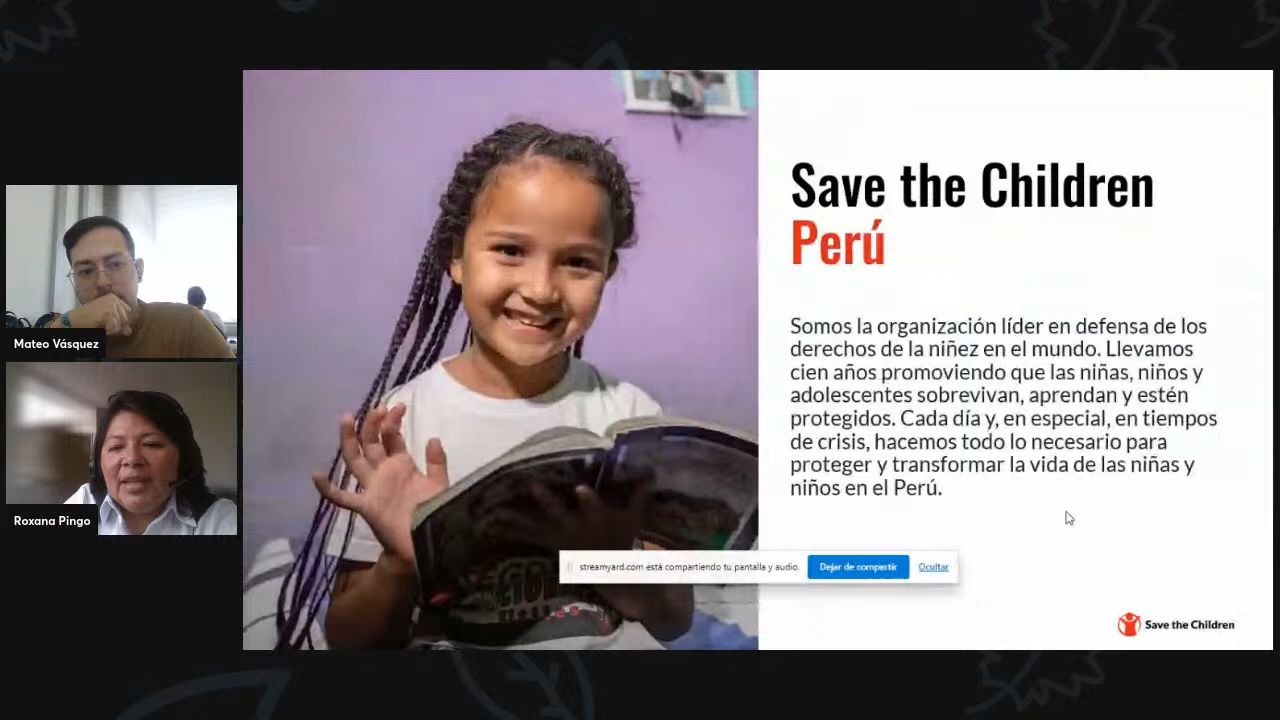 Mateo Vásquez
Roxana Pingo
Save the Children
Perú
Somos la organización líder en defensa de los
derechos de la niñez en el mundo. Llevamos
cien años promoviendo que las niñas, niños y
adolescentes sobrevivan, aprendan y estén
protegidos. Cada día y, en especial, en tiempos
de crisis, hacemos todo lo necesario para
proteger y transformar la vida de las niñas y
niños en el Perú.
streamyard.com está compartiendo tu pantalla y audio.
Dejar de compartir
Ocultar
Save the Children